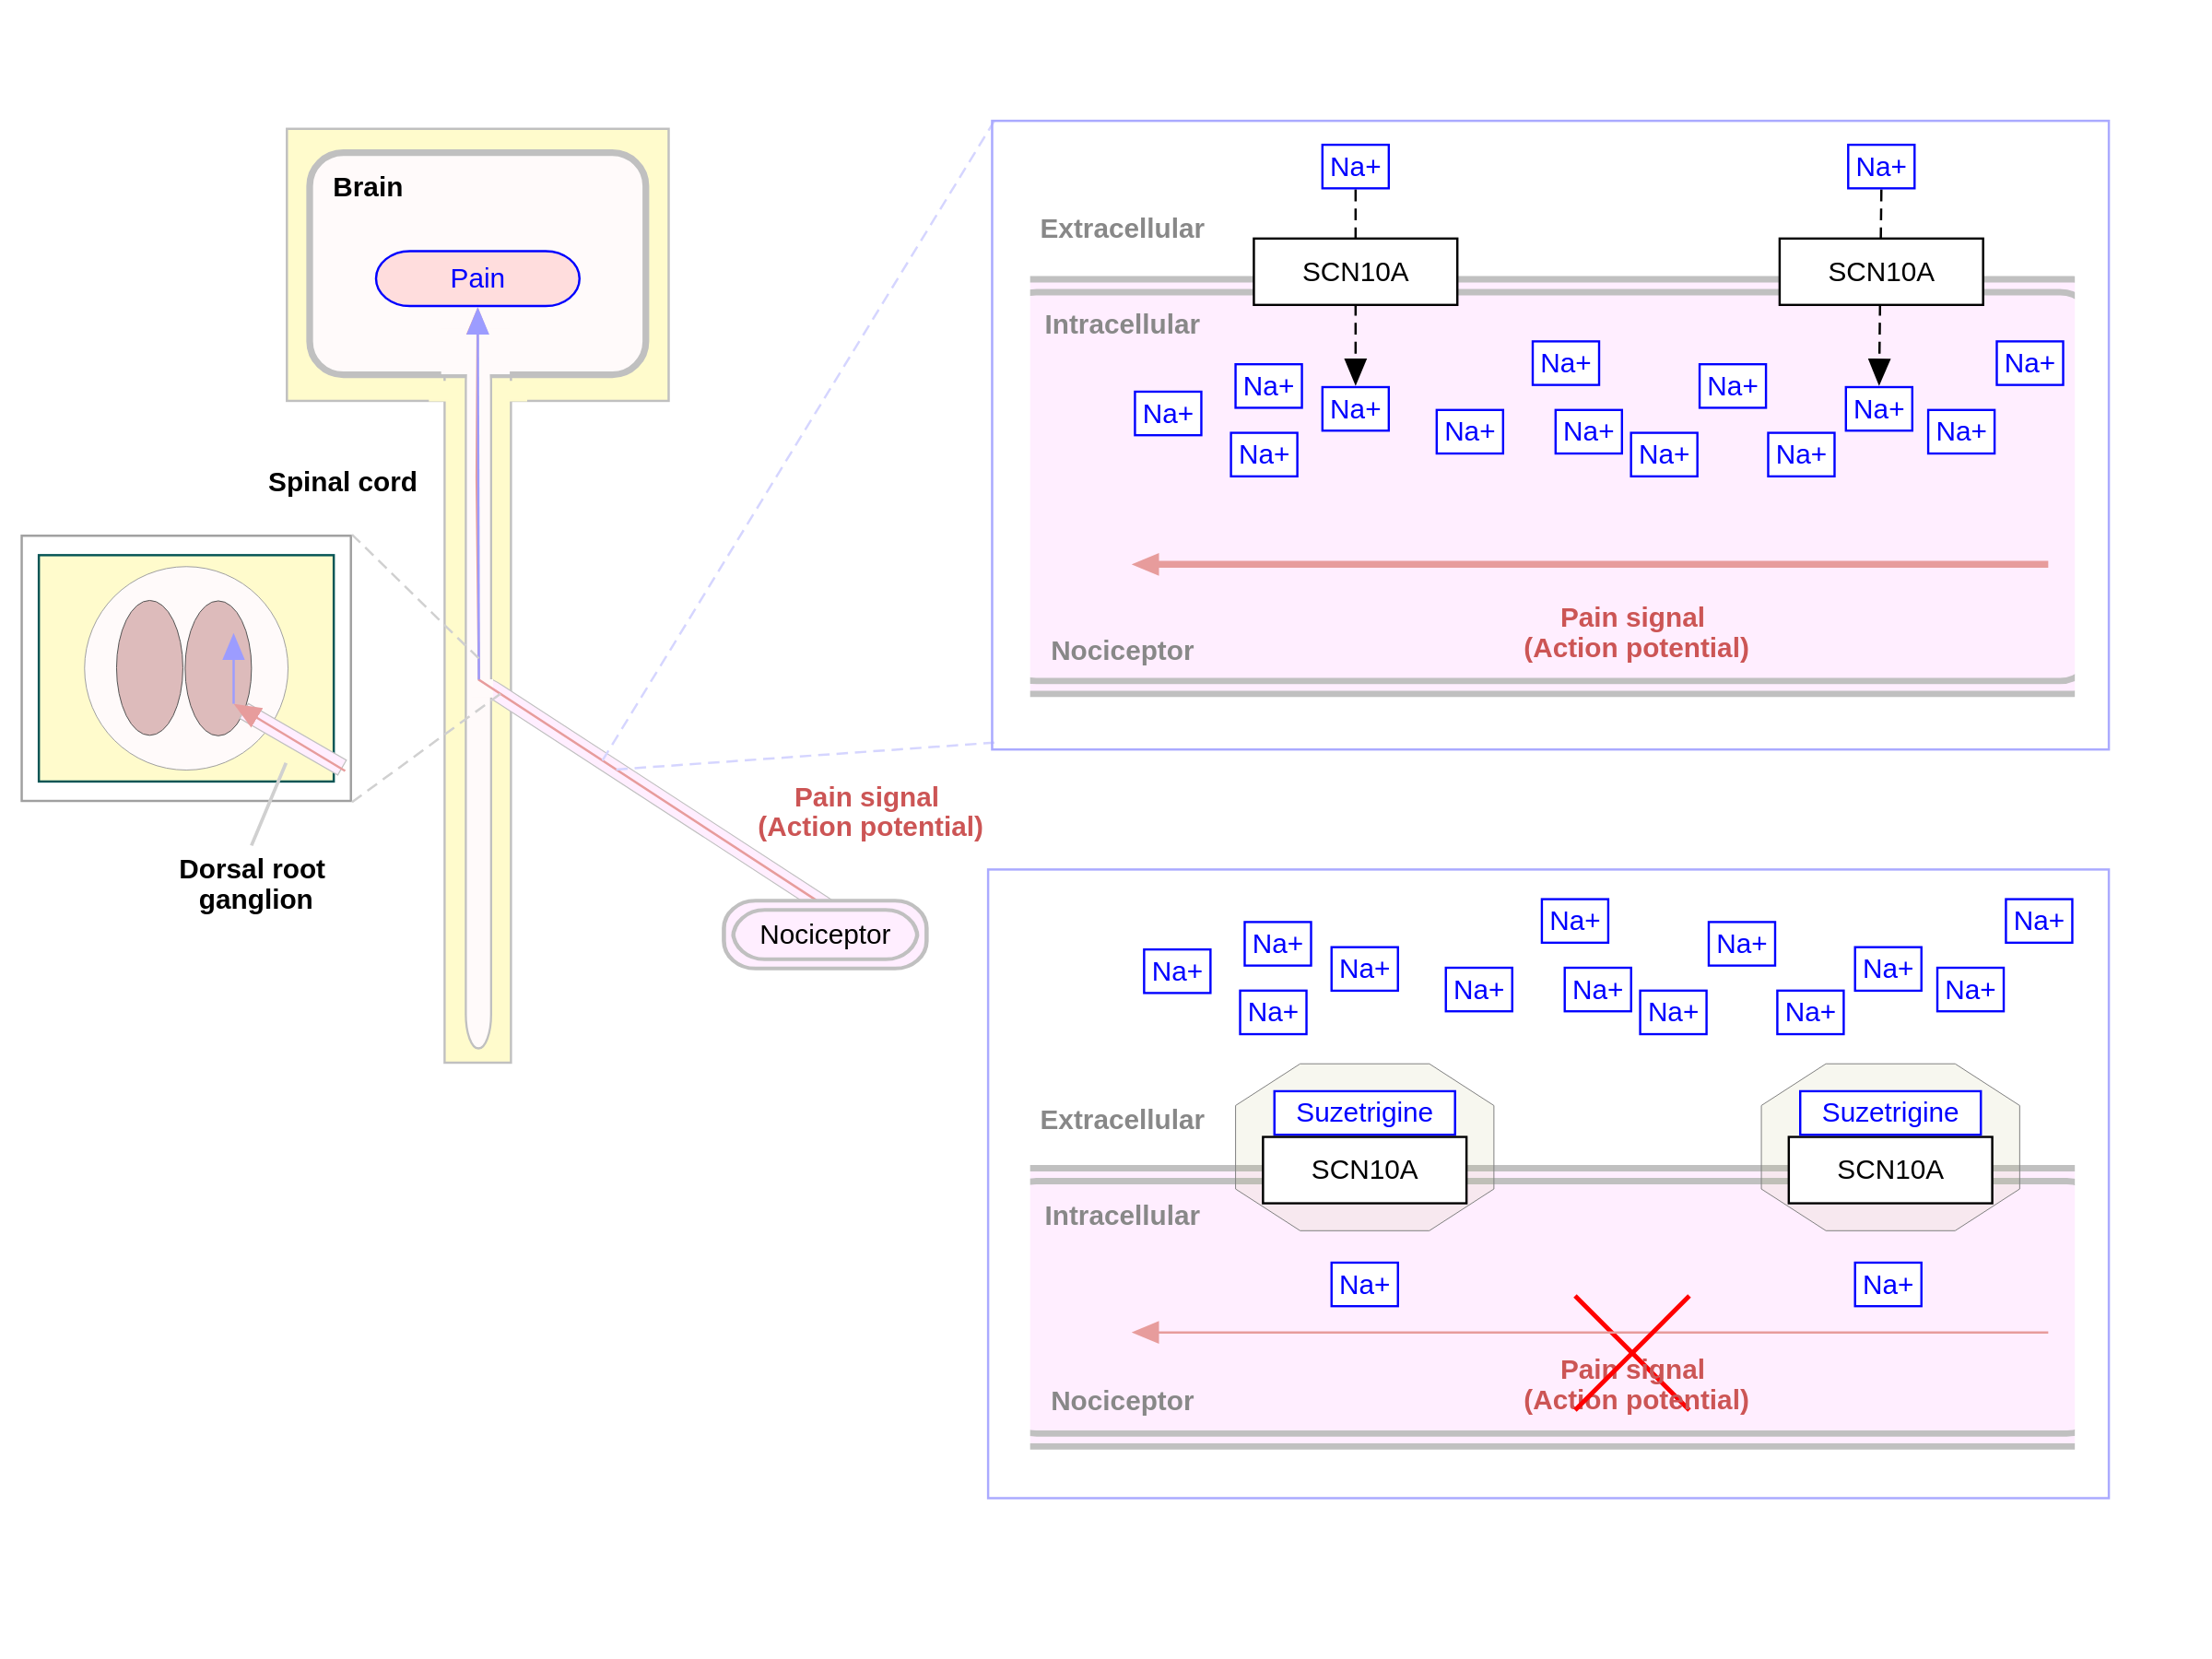 Brain
Pain
Spinal cord
Dorsal root
ganglion
Pain signal
(Action potential)
Nociceptor
Na+
Na+
Extracellular
SCN10A
SCN10A
Intracellular
Na+
Na+
Na+
Na+
Na+
Na+
Na+
Na+
Na+
Na+
Na+
Na+
Na+
Pain signal
(Action potential)
Nociceptor
Na+
Na+
Na+
Na+
Na+
Na+
Na+
Na+
Na+
Na+
Na+
Na+
Na+
Extracellular
Suzetrigine
Suzetrigine
SCN10A
SCN10A
Intracellular
Na+
Na+
Pain signal
(Action potential)
Nociceptor